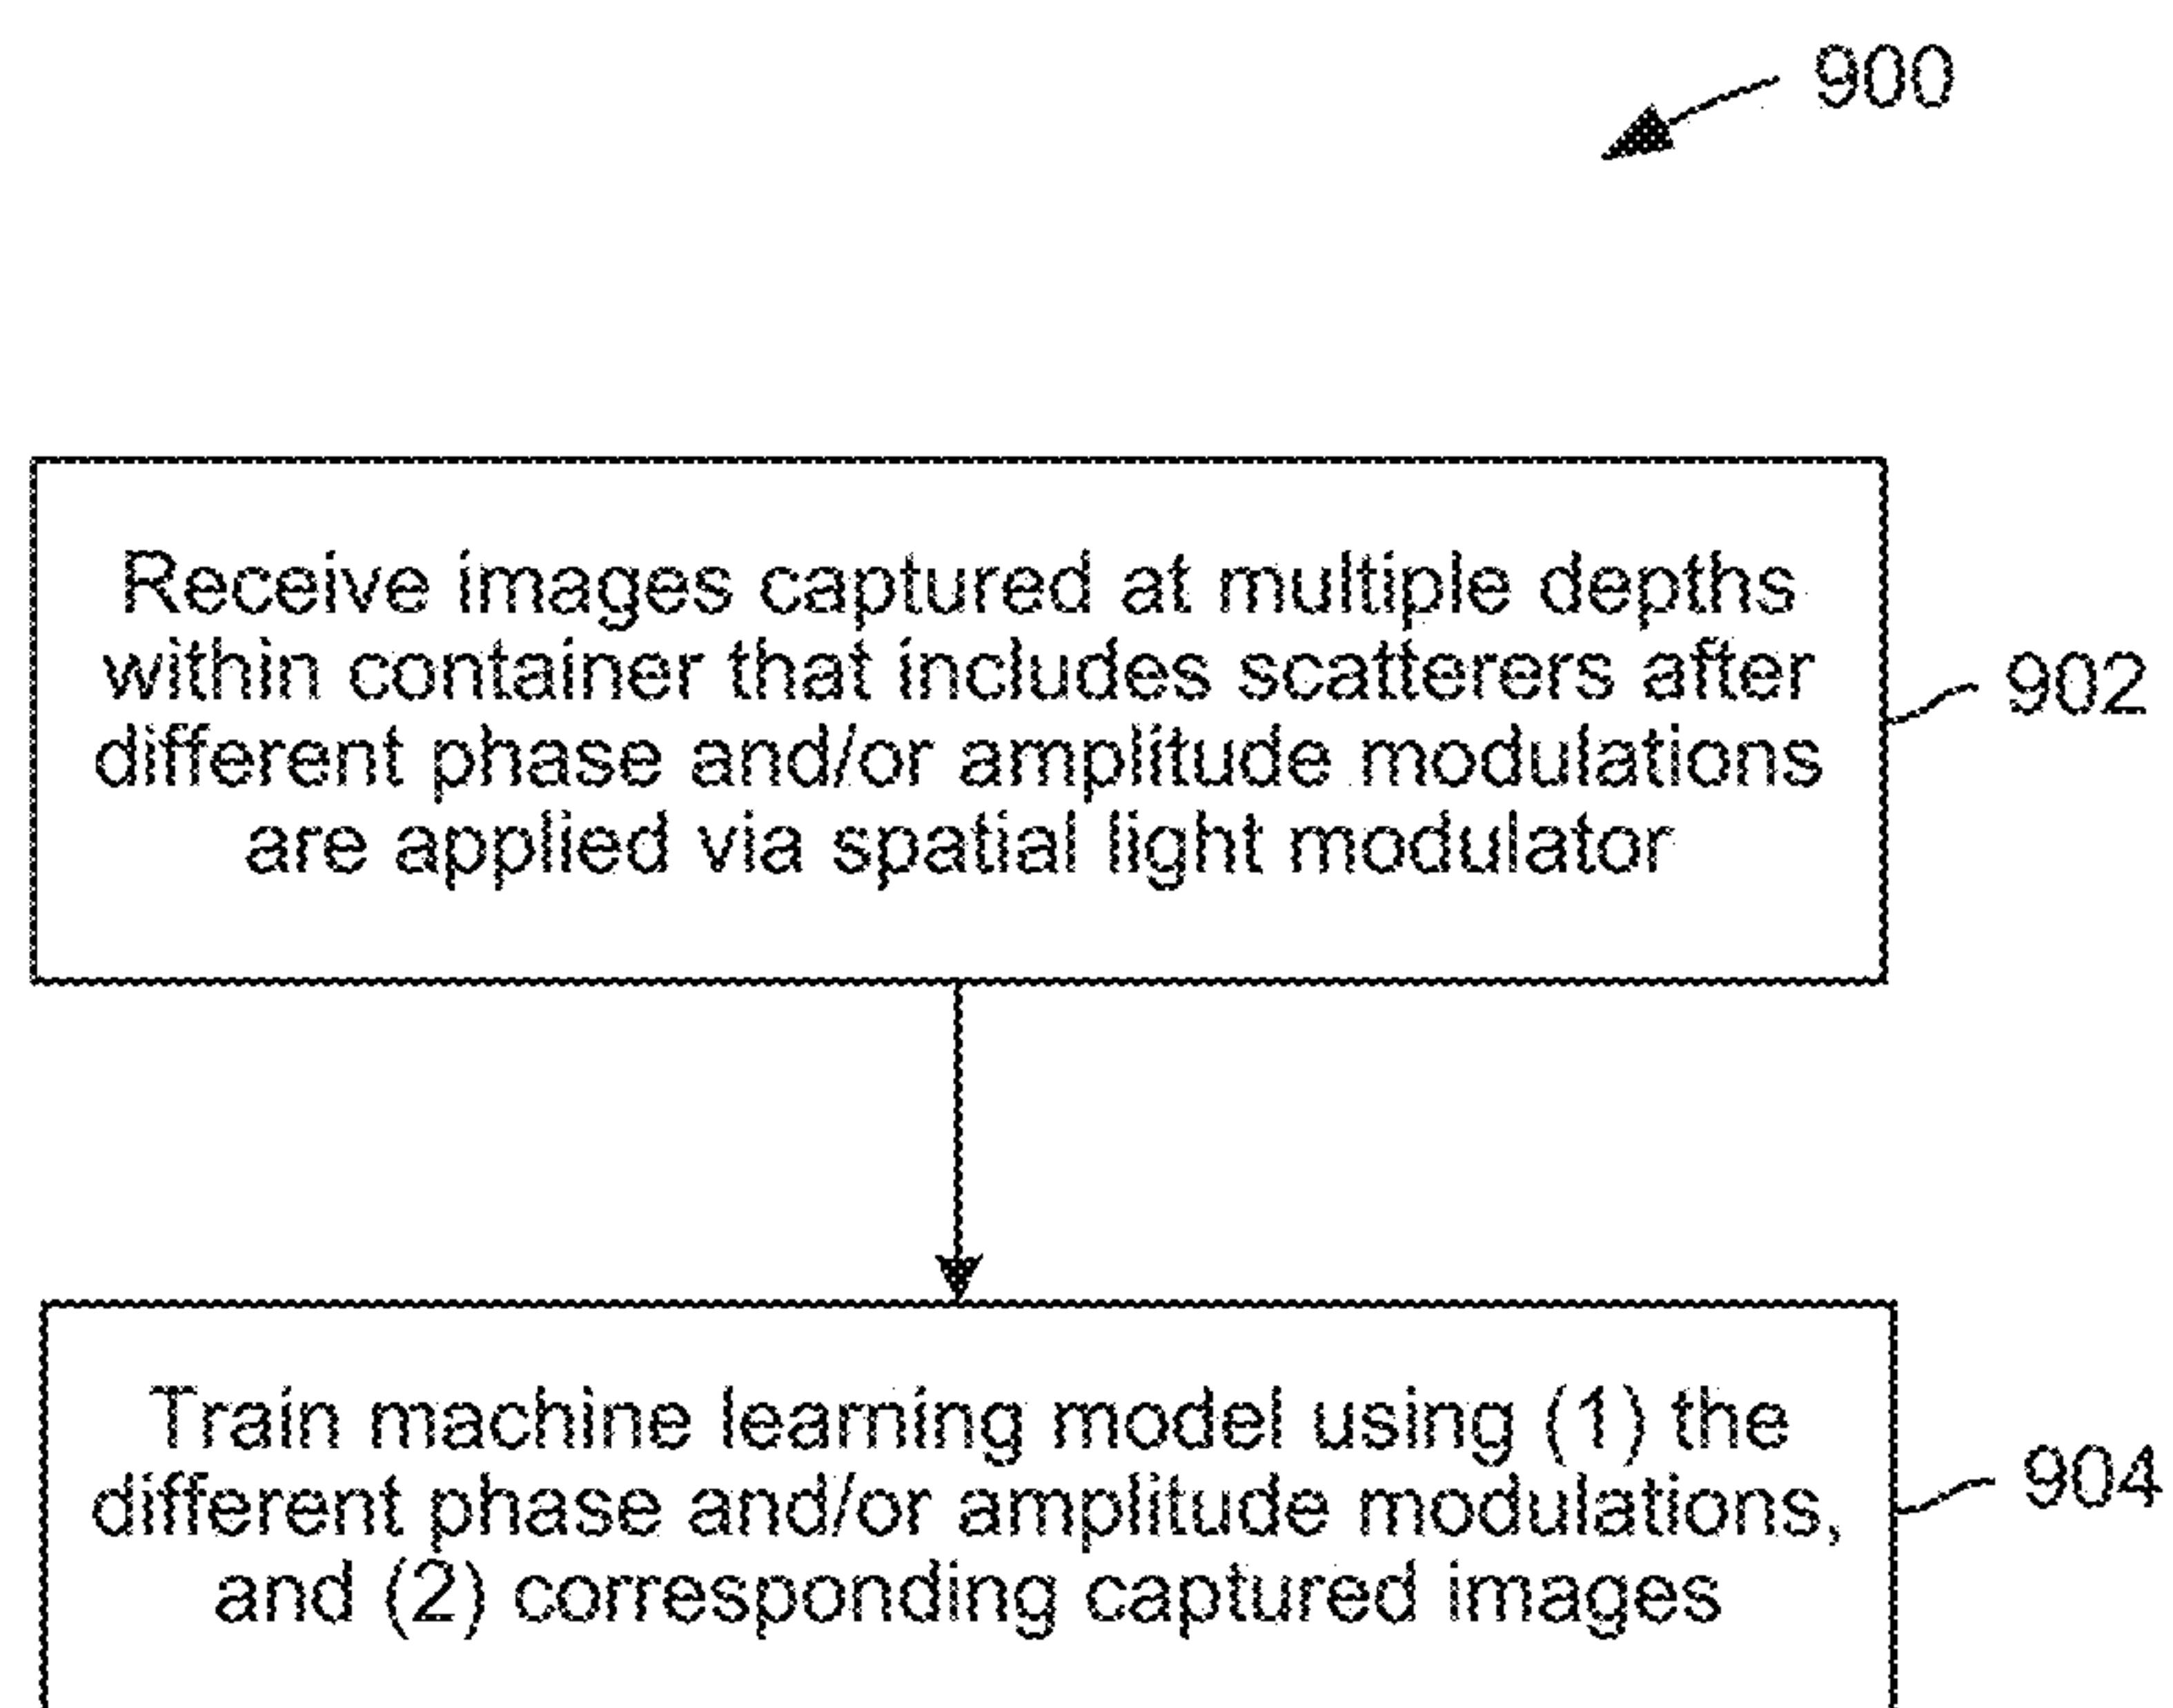 900
Receive images captured at multiple depths
within container that includes scatterers after
different phase and/or amplitude modulations
are applied via spatial light modulator
902
Train machine learning model using (1) the
different phase and/or amplitude modulations,
and (2) corresponding captured images
904